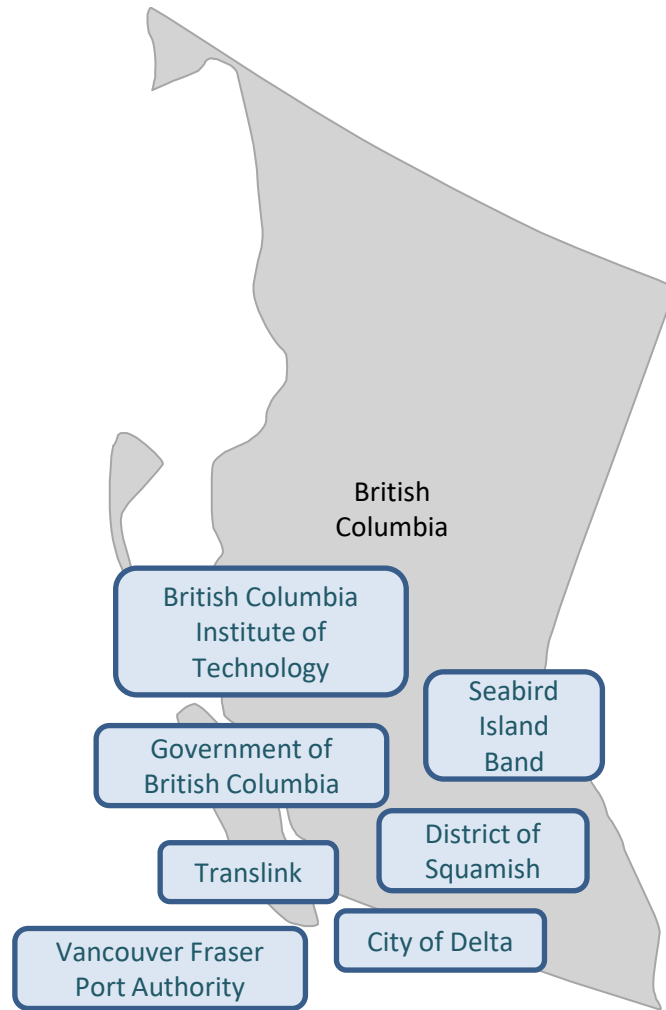 British
Columbia
British Columbia
Institute of
Technology
Seabird
Island
Band
Government of
British Columbia
District of
Squamish
Translink
City of Delta
Vancouver Fraser
Port Authority